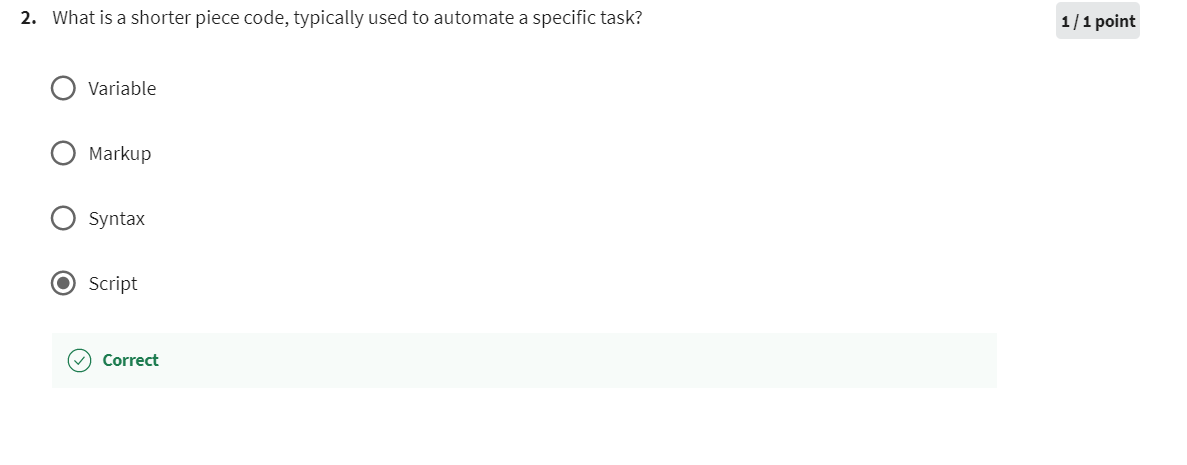 2. What is a shorter piece code, typically used to automate a specific task?
1 / 1 point
Variable
Markup
Syntax
Script
Correct